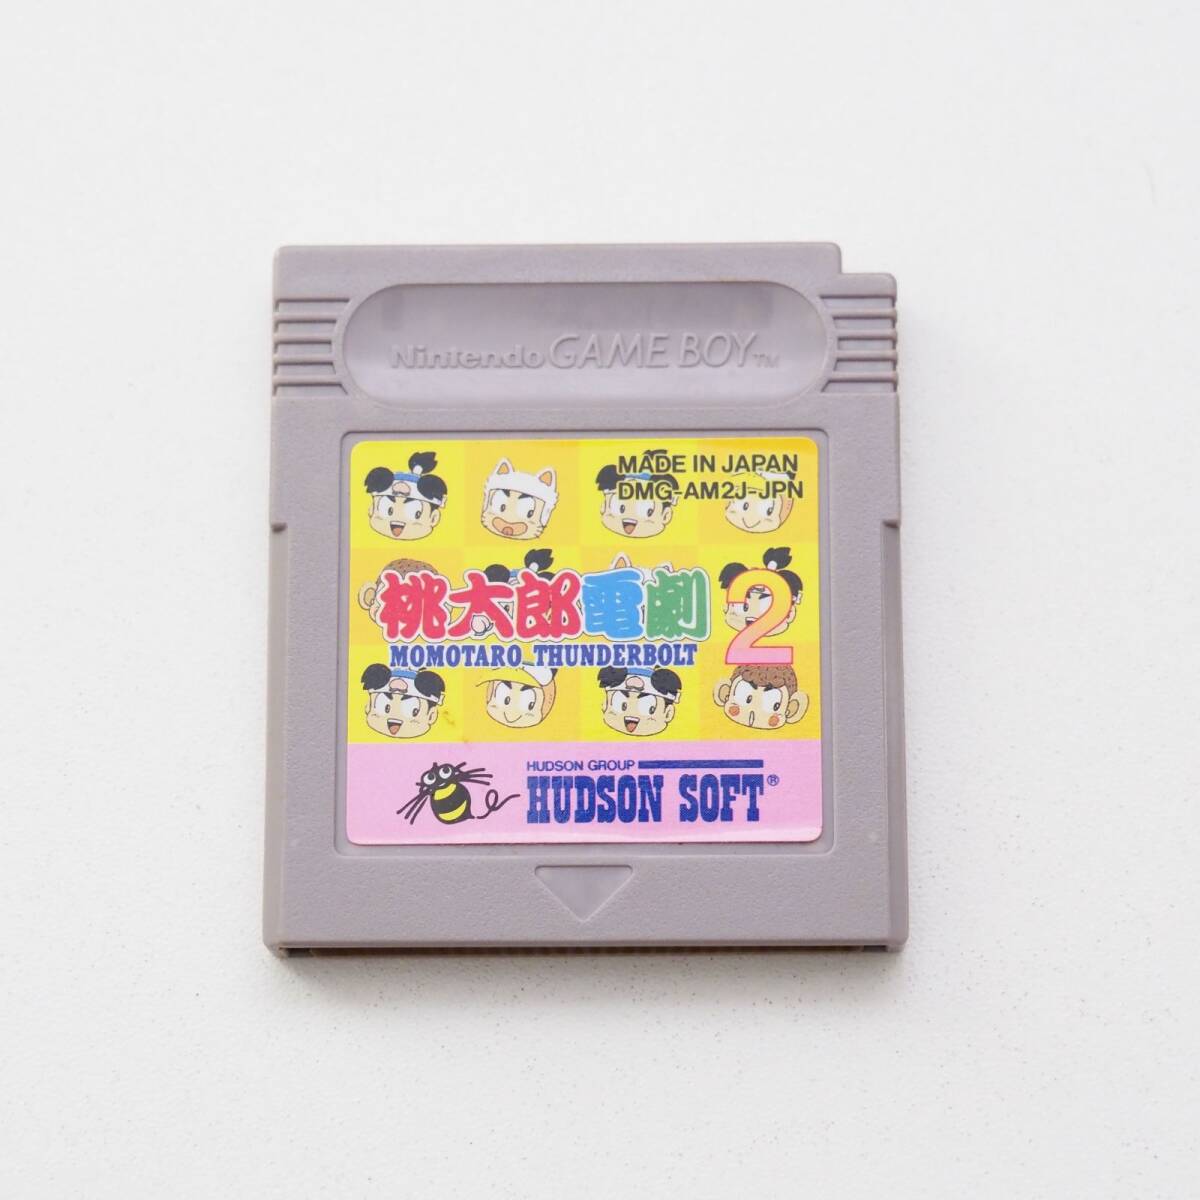 Nintendo GAME BOY TM
MADE IN JAPAN
DMG-AM2J-JPN
桃太郎電劇2
MOMOTARO THUNDERBOLT
HUDSON GROUP
HUDSON SOFT®